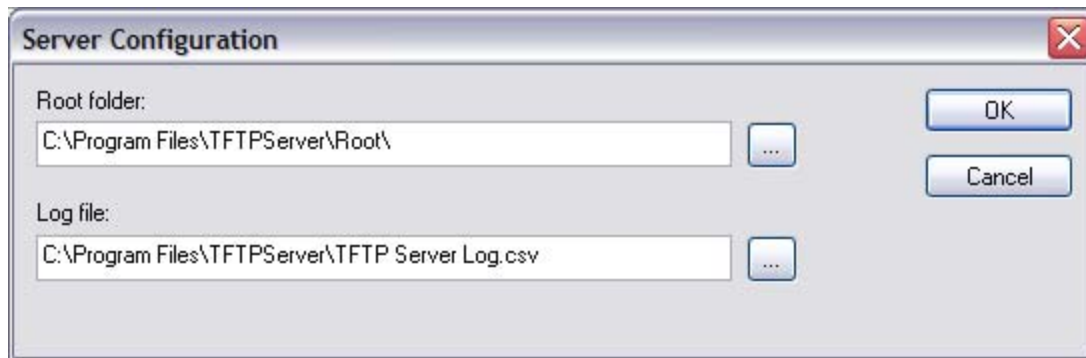 Server Configuration
Root folder:
OK
C:\Program Files\TFTPServer\Root\
...
Cancel
Log file:
C:\Program Files\TFTPServer\TFTP Server Log.csv
...